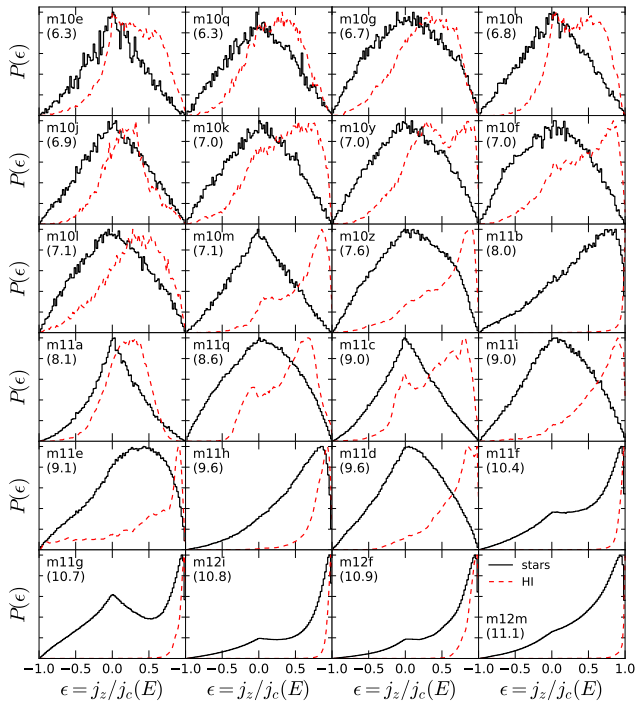 P(ϵ) m10e m10q m10g m10h
(6.3) (6.3) (6.7) (6.8)
P(ϵ) m10j m10k m10y m10f
(6.9) (7.0) (7.0) (7.0)
P(ϵ) m10l m10m m10z m11b
(7.1) (7.1) (7.6) (8.0)
P(ϵ) m11a m11q m11c m11i
(8.1) (8.6) (9.0) (9.0)
P(ϵ) m11e m11h m11d m11f
(9.1) (9.6) (9.6) (10.4)
P(ϵ) m11g m12i m12f stars
(10.7) (10.8) (10.9) HI
m12m
(11.1)
−1.0 −0.5 0.0 0.5 −1.0 −0.5 0.0 0.5 −1.0 −0.5 0.0 0.5 −1.0 −0.5 0.0 0.5 1.0
ϵ = j_z/j_c(E) ϵ = j_z/j_c(E) ϵ = j_z/j_c(E) ϵ = j_z/j_c(E)